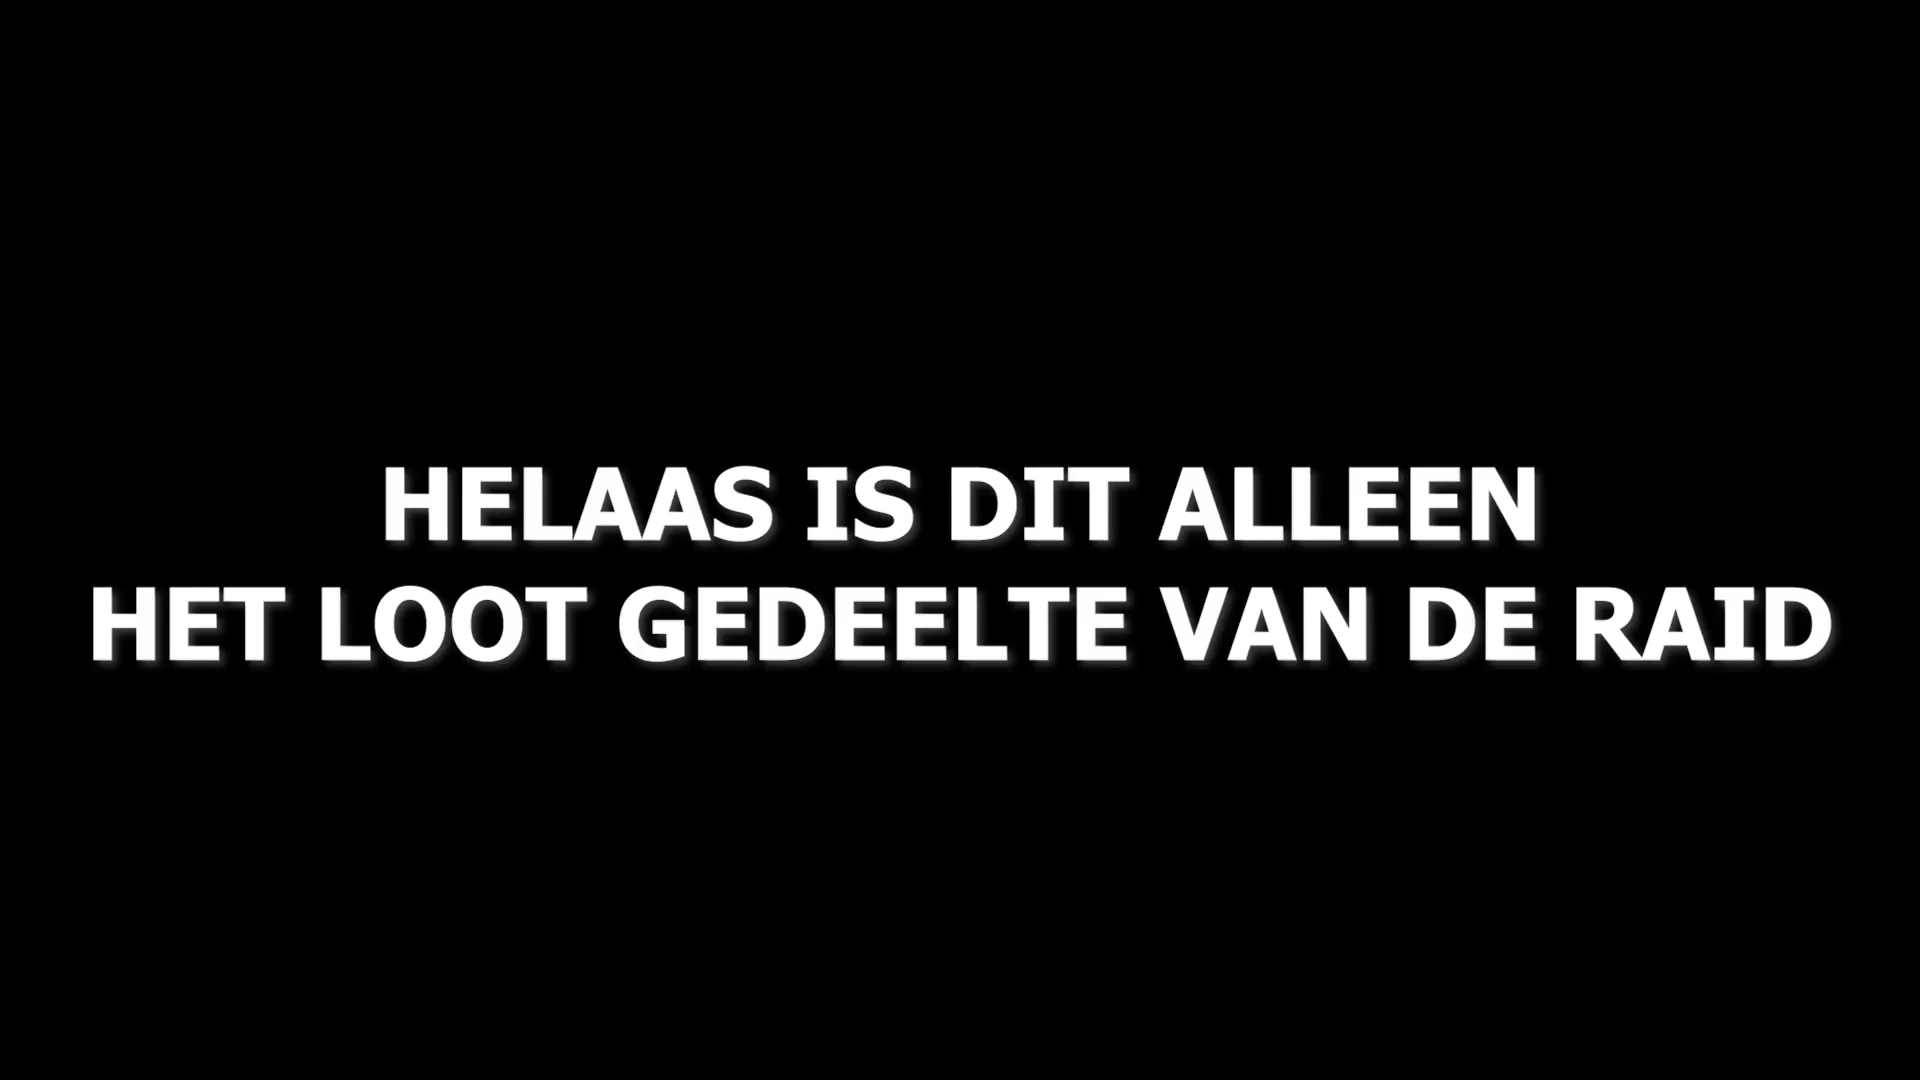 HELAAS IS DIT ALLEEN
HET LOOT GEDEELTE VAN DE RAID